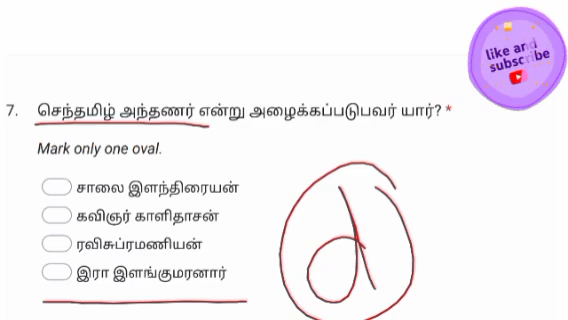 like and
subscribe
7. செந்தமிழ் அந்தணர் என்று அழைக்கப்படுபவர் யார்? *
Mark only one oval.
சாலை இளந்திரையன்
கவிஞர் காளிதாசன்
ரவிசுப்ரமணியன்
இரா இளங்குமரனார்
d